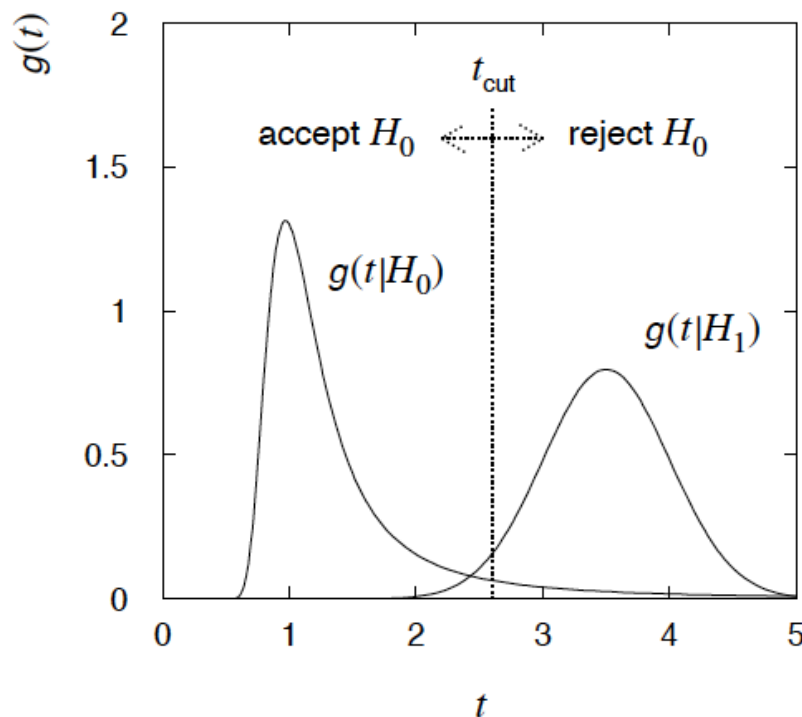 g(t)
2
t_cut
accept H_0 reject H_0
1.5
g(t|H_0)
1
g(t|H_1)
0.5
0
0 1 2 3 4 5
t